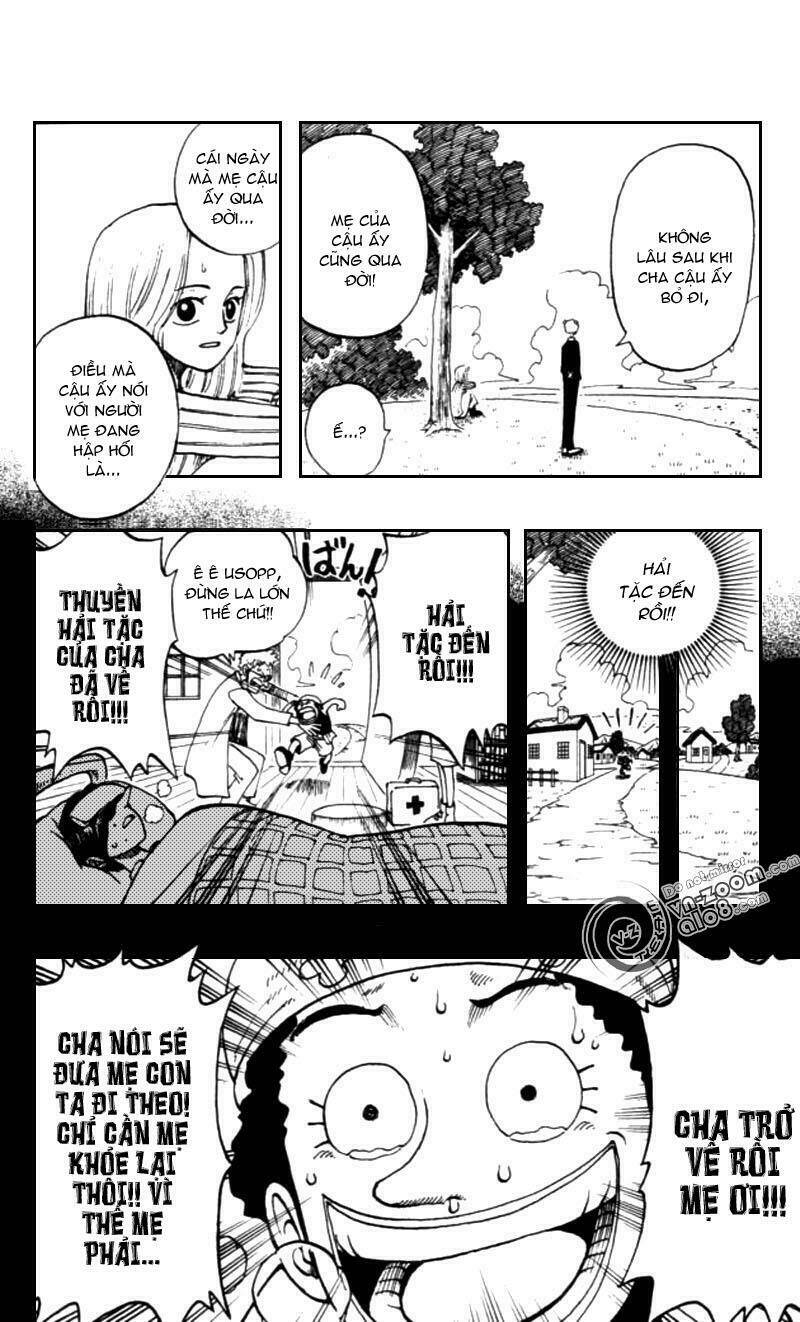 KHÔNG
LÂU SAU KHI
CHA CẬU ẤY
BỎ ĐI,
MẸ CỦA
CẬU ẤY
CŨNG QUA
ĐỜI!
Ế...?
CÁI NGÀY
MÀ MẸ CẬU
ẤY QUA
ĐỜI...
ĐIỀU MÀ
CẬU ẤY NÓI
VỚI NGƯỜI
MẸ ĐANG
HẤP HỐI
LÀ...
HẢI
TẶC ĐẾN
RỒI!!
HẢI
TẶC ĐẾN
RỒI!!!
ばん!
Ê Ê USOPP,
ĐỪNG LA LỚN
THẾ CHỨ!!
THUYỀN
HẢI TẶC
CỦA CHA
ĐÃ VỀ
RỒI!!!
Do not mirror
vn-zoom.com
alo8.com
V-Z
CHA TRỞ
VỀ RỒI
MẸ ƠI!!!
CHA NÓI SẼ
ĐƯA MẸ CON
TA ĐI THEO!
CHỈ CẦN MẸ
KHỎE LẠI
THÔI!! VÌ
THẾ MẸ
PHẢI...